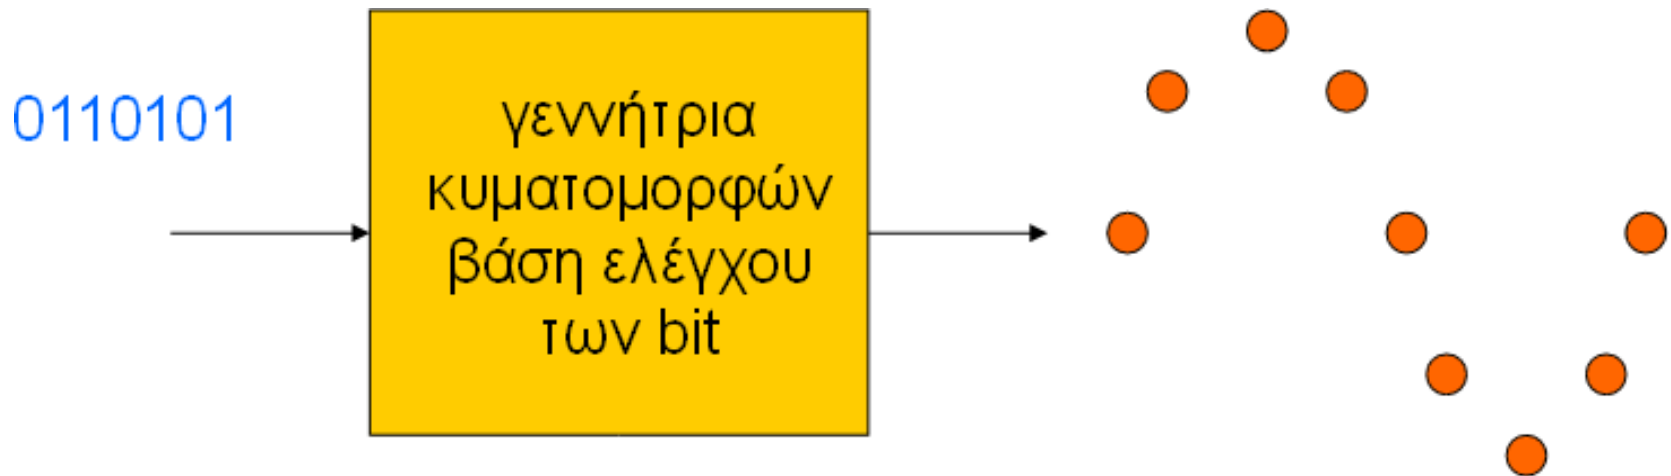 0110101
γεννήτρια
κυματομορφών
βάση ελέγχου
των bit